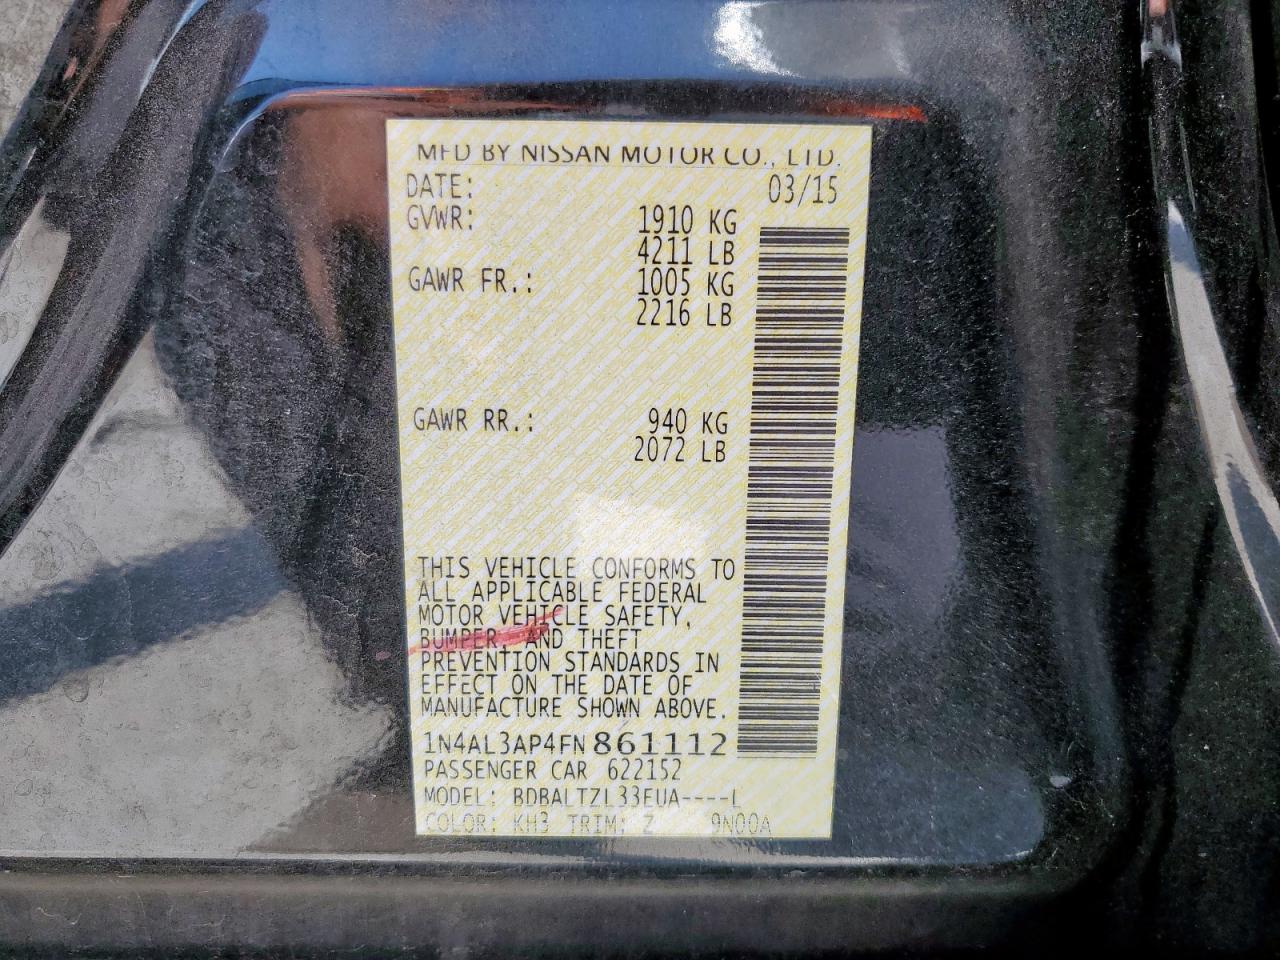 MFD BY NISSAN MOTOR CO., LTD.
DATE: 03/15
GVWR: 1910 KG
4211 LB
GAWR FR.: 1005 KG
2216 LB
GAWR RR.: 940 KG
2072 LB
THIS VEHICLE CONFORMS TO
ALL APPLICABLE FEDERAL
MOTOR VEHICLE SAFETY,
BUMPER, AND THEFT
PREVENTION STANDARDS IN
EFFECT ON THE DATE OF
MANUFACTURE SHOWN ABOVE.
1N4AL3AP4FN861112
PASSENGER CAR 622152
MODEL: BDBALTZL33EUA----L
COLOR: KH3 TRIM: Z 9N00A